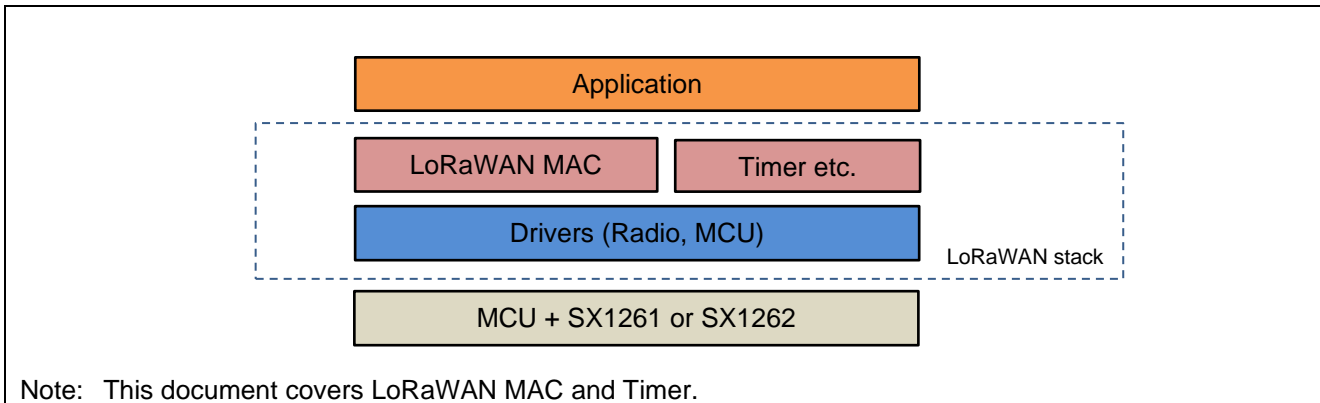 Application
LoRaWAN MAC
Timer etc.
Drivers (Radio, MCU)
LoRaWAN stack
MCU + SX1261 or SX1262
Note: This document covers LoRaWAN MAC and Timer.